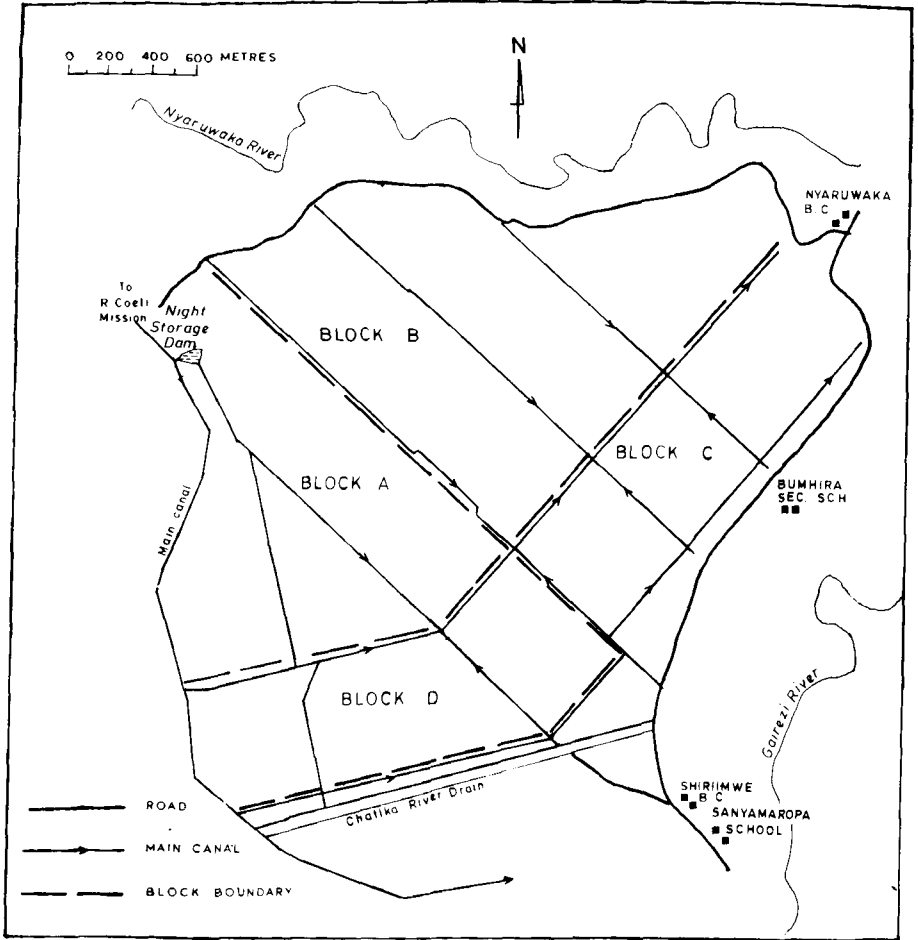 0 200 400 600 METRES
N
Nyaruwaka River
NYARUWAKA
B.C
To
R Coeli
Mission
Night
Storage
Dam
BLOCK B
BLOCK C
BLOCK A
BUMHIRA
SEC. SCH
Main canal
BLOCK D
Gairezi River
SHIRIIMWE
B C
SANYAMAROPA
SCHOOL
Chatika River Drain
ROAD
MAIN CANAL
BLOCK BOUNDARY